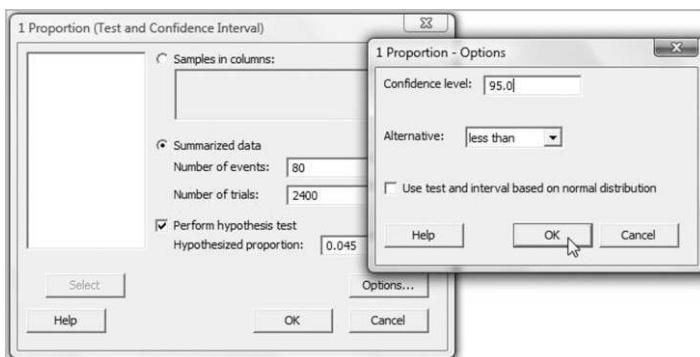 1 Proportion (Test and Confidence Interval)
Samples in columns:
Summarized data
Number of events: 80
Number of trials: 2400
Perform hypothesis test
Hypothesized proportion: 0.045
Select
Options...
Help
OK
Cancel
1 Proportion - Options
Confidence level: 95.0
Alternative: less than
Use test and interval based on normal distribution
Help
OK
Cancel